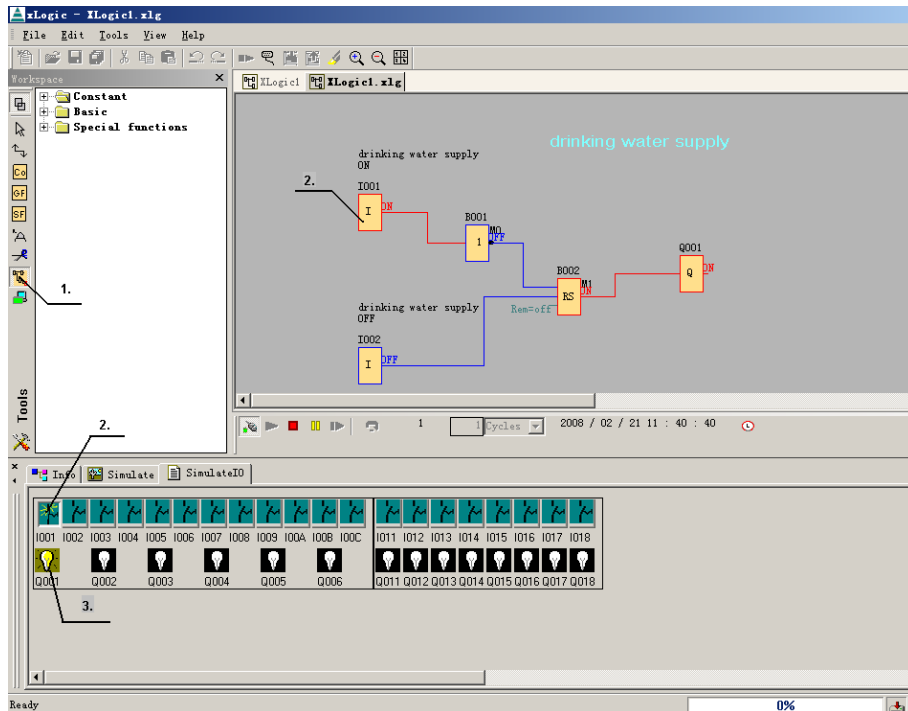 xLogic - XLogic1.xlg
File Edit Tools View Help
Workspace ×
XLogic1 XLogic1.xlg
Constant
Basic
Special functions
Co
GF
SF
1.
Tools
drinking water supply
drinking water supply
ON
2.
I001
I ON
B001
1 M0
OFF
Q001
Q ON
B002
RS M1
ON
Rem=off
drinking water supply
OFF
I002
I OFF
1 1 Cycles 2008 / 02 / 21 11 : 40 : 40
2.
Info Simulate SimulateIO
I001 I002 I003 I004 I005 I006 I007 I008 I009 I00A I00B I00C I011 I012 I013 I014 I015 I016 I017 I018
Q001 Q002 Q003 Q004 Q005 Q006 Q011 Q012 Q013 Q014 Q015 Q016 Q017 Q018
3.
Ready 0%